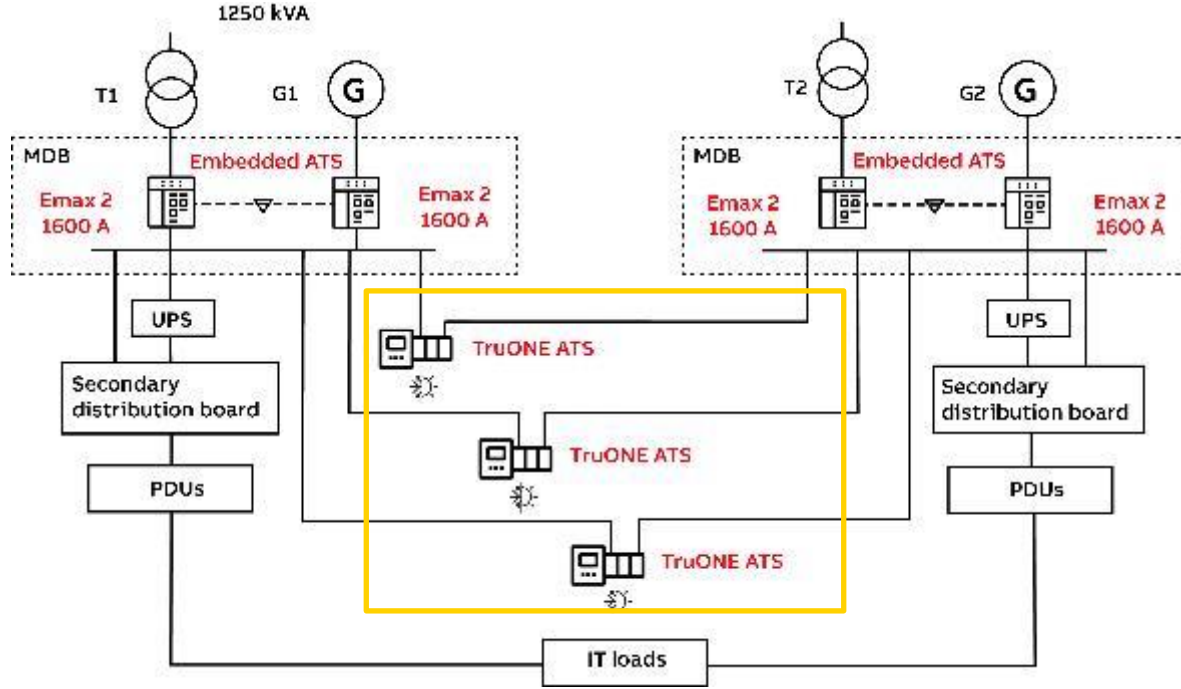 1250 kVA
T1
G1
G
T2
G2
G
MDB
Embedded ATS
Emax 2
1600 A
Emax 2
1600 A
MDB
Embedded ATS
Emax 2
1600 A
Emax 2
1600 A
UPS
UPS
TruONE ATS
Secondary
distribution board
Secondary
distribution board
TruONE ATS
PDUs
PDUs
TruONE ATS
IT loads